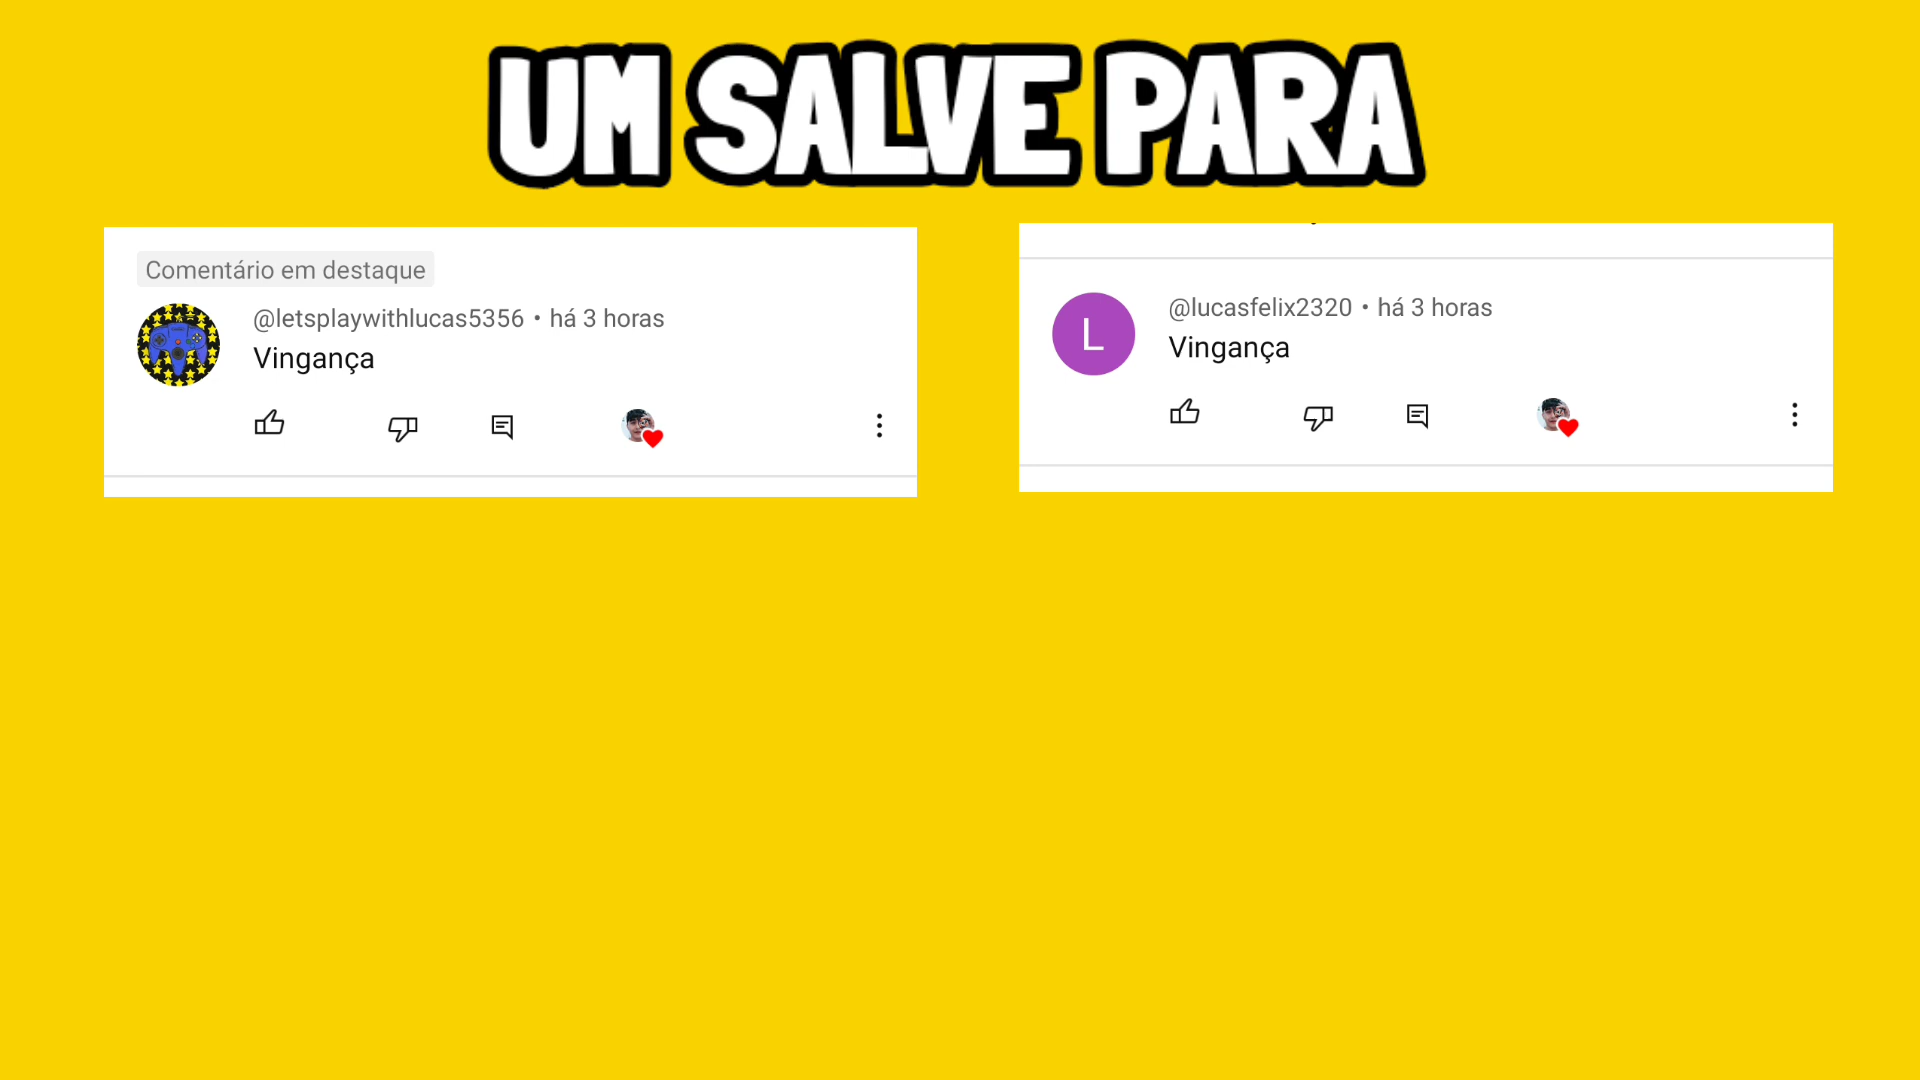 UM SALVE PARA
Comentário em destaque
@letsplaywithlucas5356 • há 3 horas
Vingança
L
@lucasfelix2320 • há 3 horas
Vingança